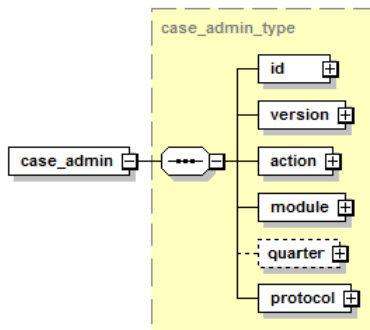 case_admin_type
id
version
case_admin
action
module
quarter
protocol